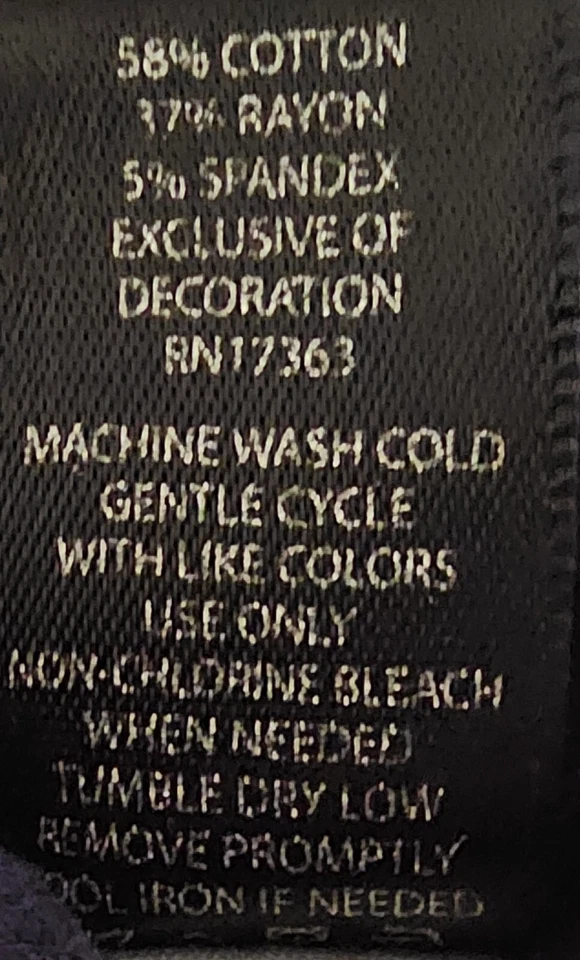 58% COTTON
37% RAYON
5% SPANDEX
EXCLUSIVE OF
DECORATION
RN17363
MACHINE WASH COLD
GENTLE CYCLE
WITH LIKE COLORS
USE ONLY
NON-CHLORINE BLEACH
WHEN NEEDED
TUMBLE DRY LOW
REMOVE PROMPTLY
OOL IRON IF NEEDED